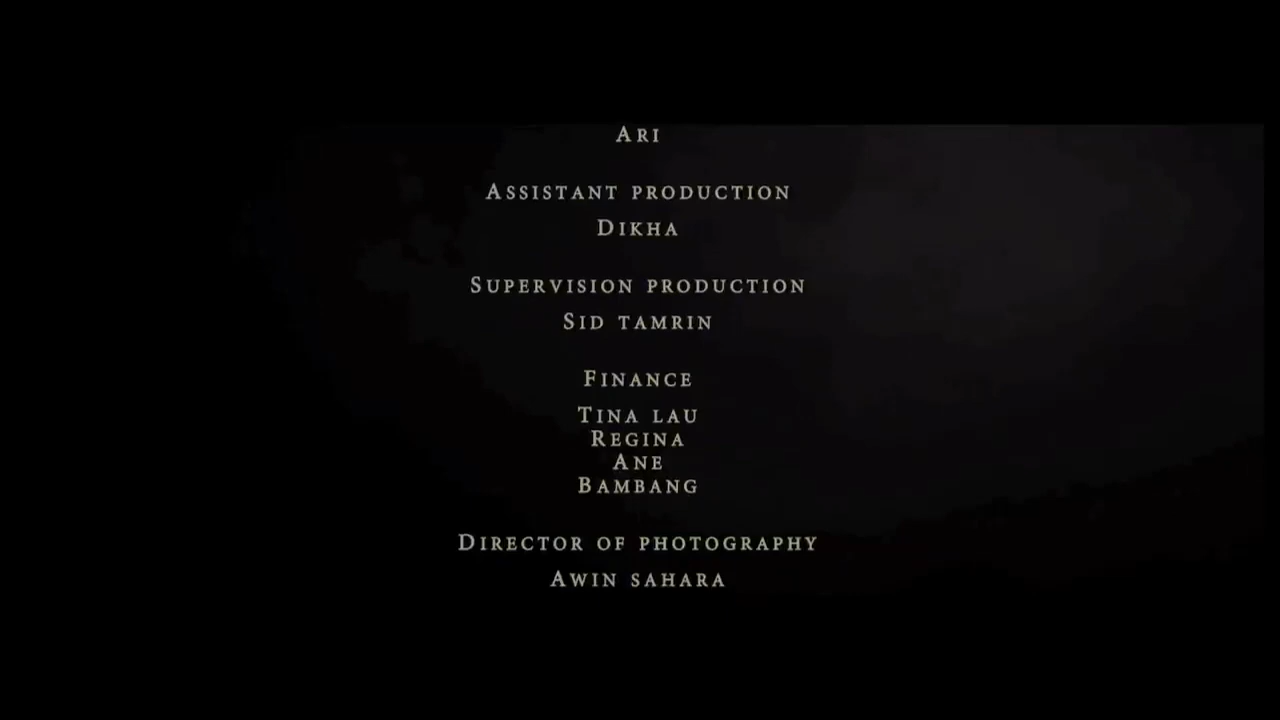 Ari
Assistant production
Dikha
Supervision production
Sid tamrin
Finance
Tina lau
Regina
Ane
Bambang
Director of photography
Awin sahara